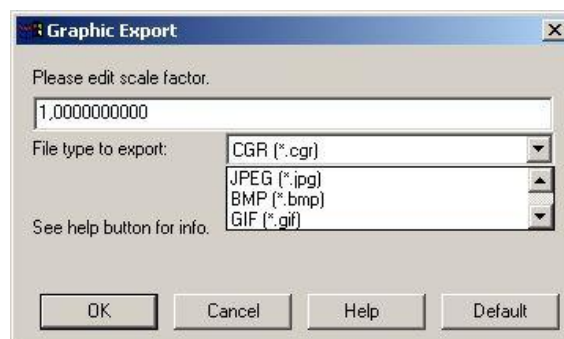 Graphic Export
Please edit scale factor.
1,0000000000
File type to export:
CGR (*.cgr)
JPEG (*.jpg)
BMP (*.bmp)
GIF (*.gif)
See help button for info.
OK Cancel Help Default